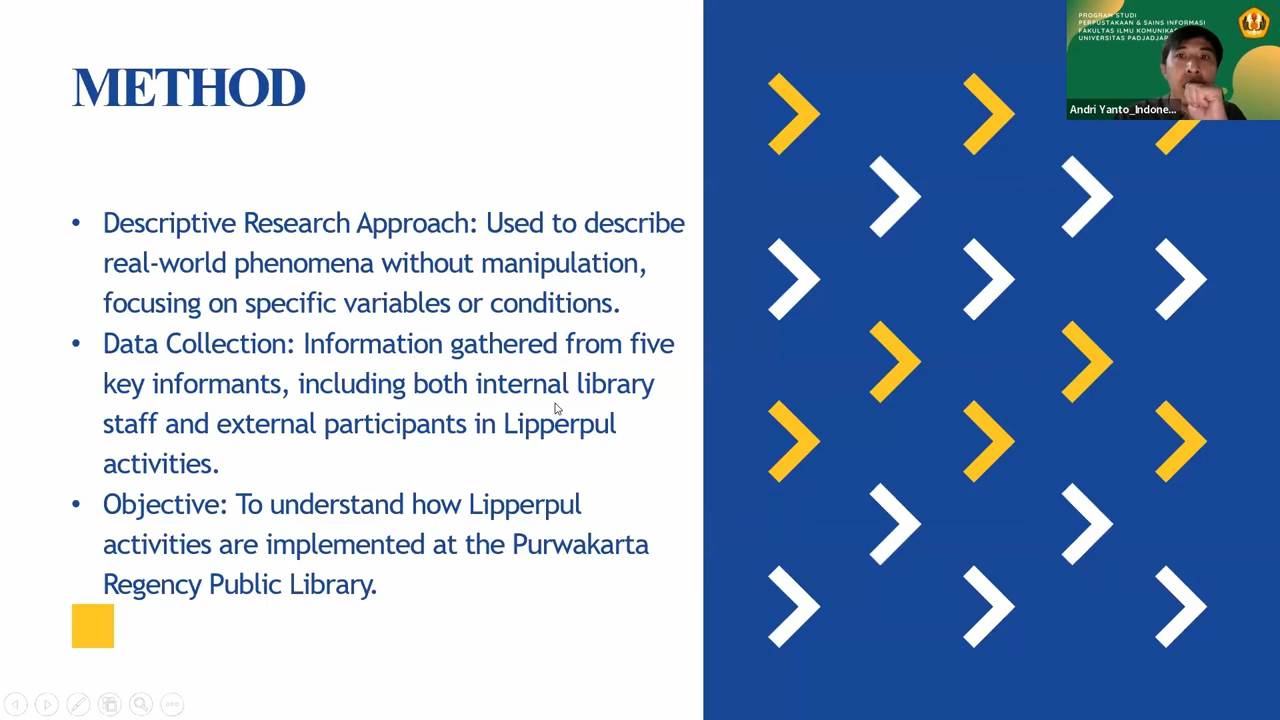 METHOD
• Descriptive Research Approach: Used to describe
real-world phenomena without manipulation,
focusing on specific variables or conditions.
• Data Collection: Information gathered from five
key informants, including both internal library
staff and external participants in Lipperpul
activities.
• Objective: To understand how Lipperpul
activities are implemented at the Purwakarta
Regency Public Library.
PROGRAM STUDI
PERPUSTAKAAN & SAINS INFORMASI
FAKULTAS ILMU KOMUNIKA
UNIVERSITAS PADJADJA
Andri Yanto_Indone...